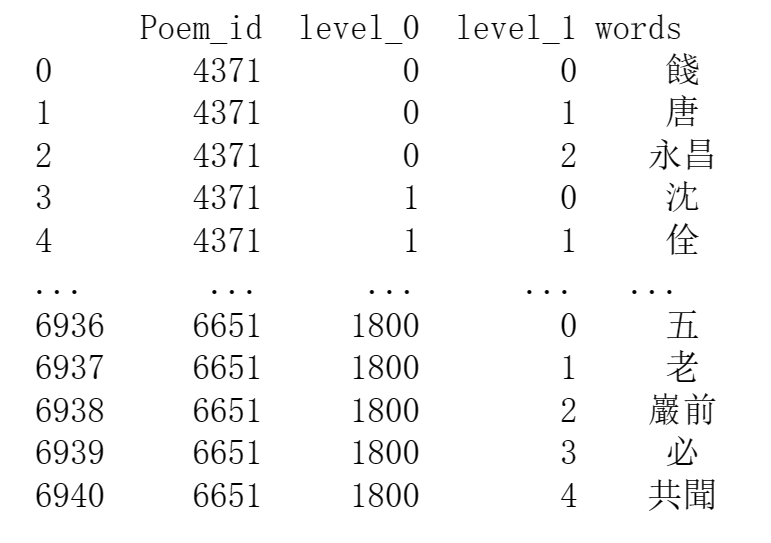 Poem_id level_0 level_1 words
0 4371 0 0 餞
1 4371 0 1 唐
2 4371 0 2 永昌
3 4371 1 0 沈
4 4371 1 1 佺
... ... ... ... ...
6936 6651 1800 0 五
6937 6651 1800 1 老
6938 6651 1800 2 巖前
6939 6651 1800 3 必
6940 6651 1800 4 共聞